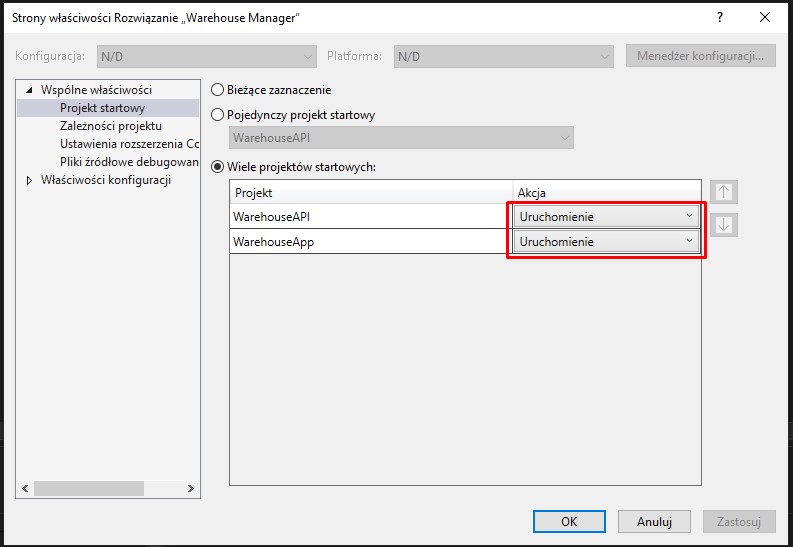 Strony właściwości Rozwiązanie „Warehouse Manager”
Konfiguracja: N/D Platforma: N/D Menedżer konfiguracji...
Wspólne właściwości
Projekt startowy
Zależności projektu
Ustawienia rozszerzenia Co
Pliki źródłowe debugowan
Właściwości konfiguracji
Bieżące zaznaczenie
Pojedynczy projekt startowy
WarehouseAPI
Wiele projektów startowych:
Projekt Akcja
WarehouseAPI Uruchomienie
WarehouseApp Uruchomienie
OK Anuluj Zastosuj